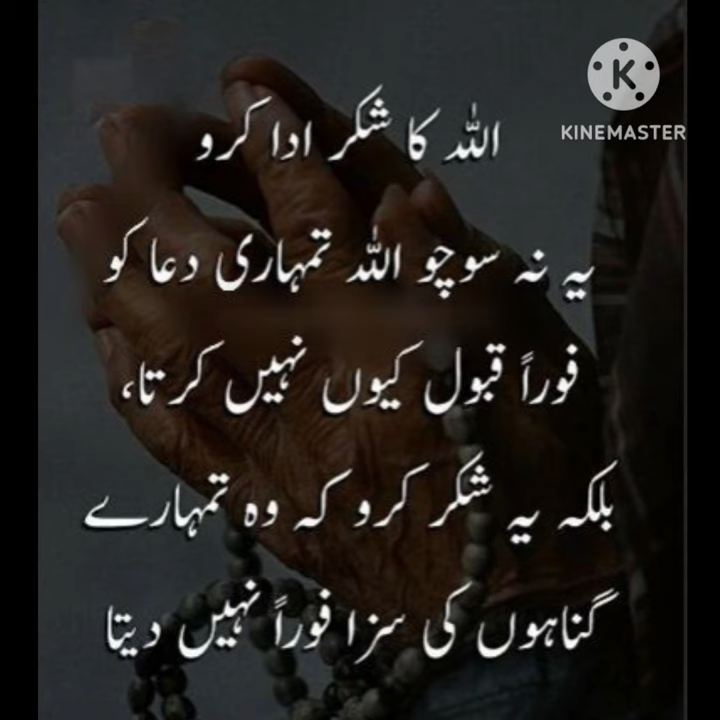 KINEMASTER
اللہ کا شکر ادا کرو
یہ نہ سوچو اللہ تمہاری دعا کو
فوراً قبول کیوں نہیں کرتا،
بلکہ یہ شکر کرو کہ وہ تمہارے
گناہوں کی سزا فوراً نہیں دیتا